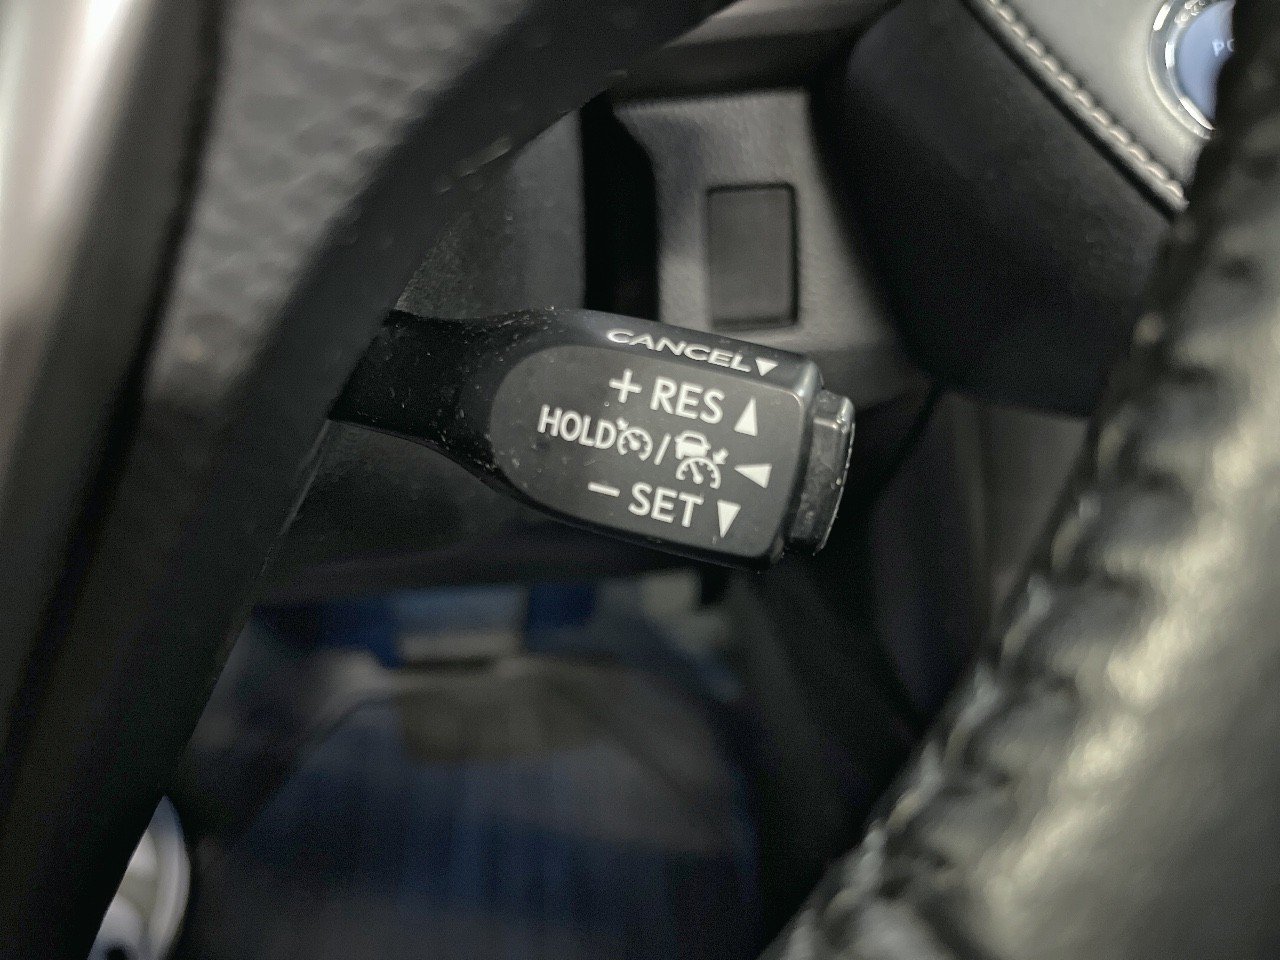 CANCEL▼
+ RES ▲
HOLD / ◀
− SET ▼